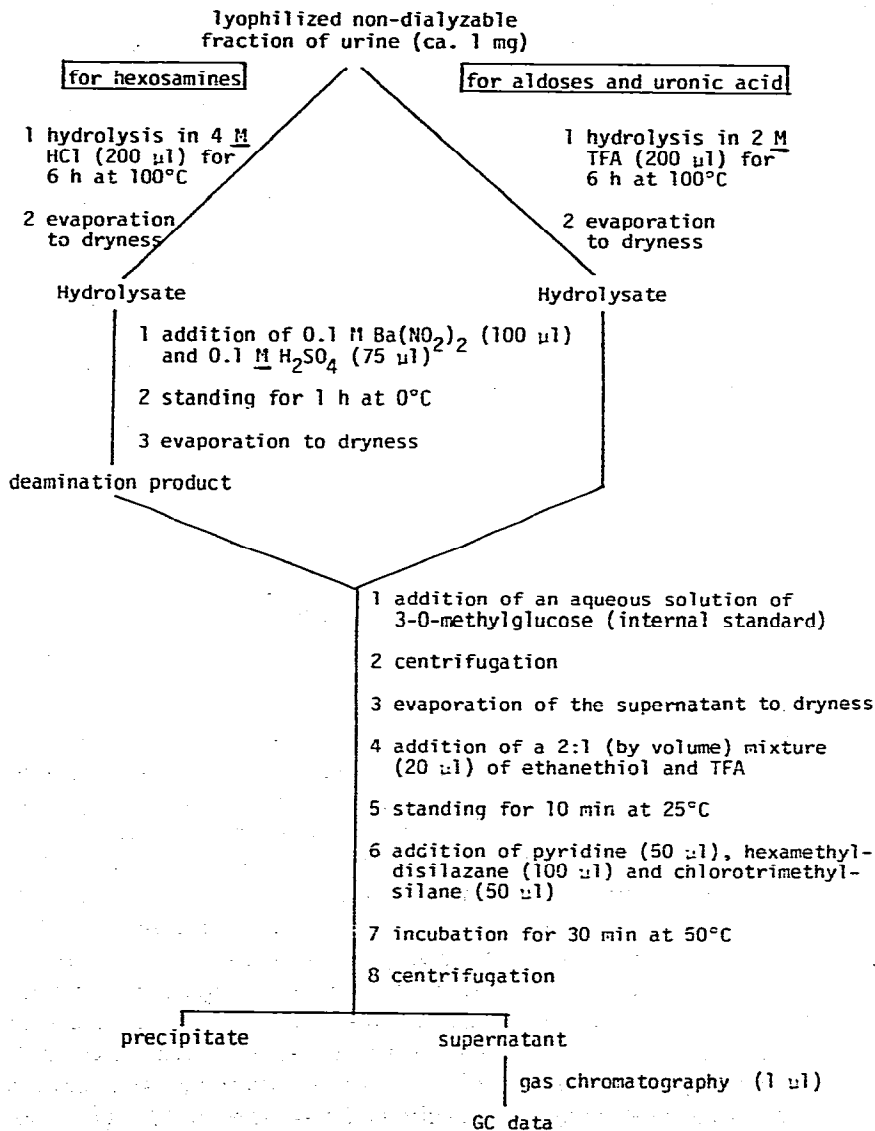 lyophilized non-dialyzable
fraction of urine (ca. 1 mg)
for hexosamines
1 hydrolysis in 4 M
HCl (200 µl) for
6 h at 100°C
2 evaporation
to dryness
Hydrolysate
for aldoses and uronic acid
1 hydrolysis in 2 M
TFA (200 µl) for
6 h at 100°C
2 evaporation
to dryness
Hydrolysate
1 addition of 0.1 M Ba(NO2)2 (100 µl)
and 0.1 M H2SO4 (75 µl)
2 standing for 1 h at 0°C
3 evaporation to dryness
deamination product
1 addition of an aqueous solution of
3-O-methylglucose (internal standard)
2 centrifugation
3 evaporation of the supernatant to dryness
4 addition of a 2:1 (by volume) mixture
(20 µl) of ethanethiol and TFA
5 standing for 10 min at 25°C
6 addition of pyridine (50 µl), hexamethyl-
disilazane (100 µl) and chlorotrimethyl-
silane (50 µl)
7 incubation for 30 min at 50°C
8 centrifugation
precipitate
supernatant
gas chromatography (1 µl)
GC data